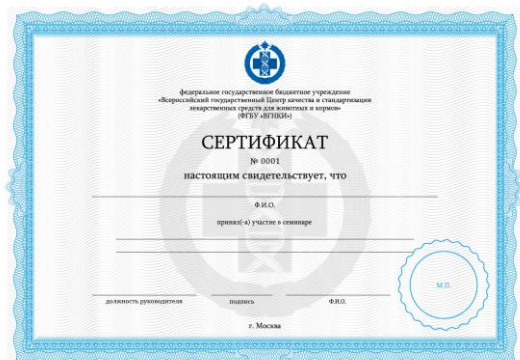 федеральное государственное бюджетное учреждение
«Всероссийский государственный Центр качества и стандартизации
лекарственных средств для животных и кормов»
(ФГБУ «ВГНКИ»)
СЕРТИФИКАТ
№ 0001
настоящим свидетельствует, что
Ф.И.О.
принял(-а) участие в семинаре
М.П.
должность руководителя подпись Ф.И.О.
г. Москва